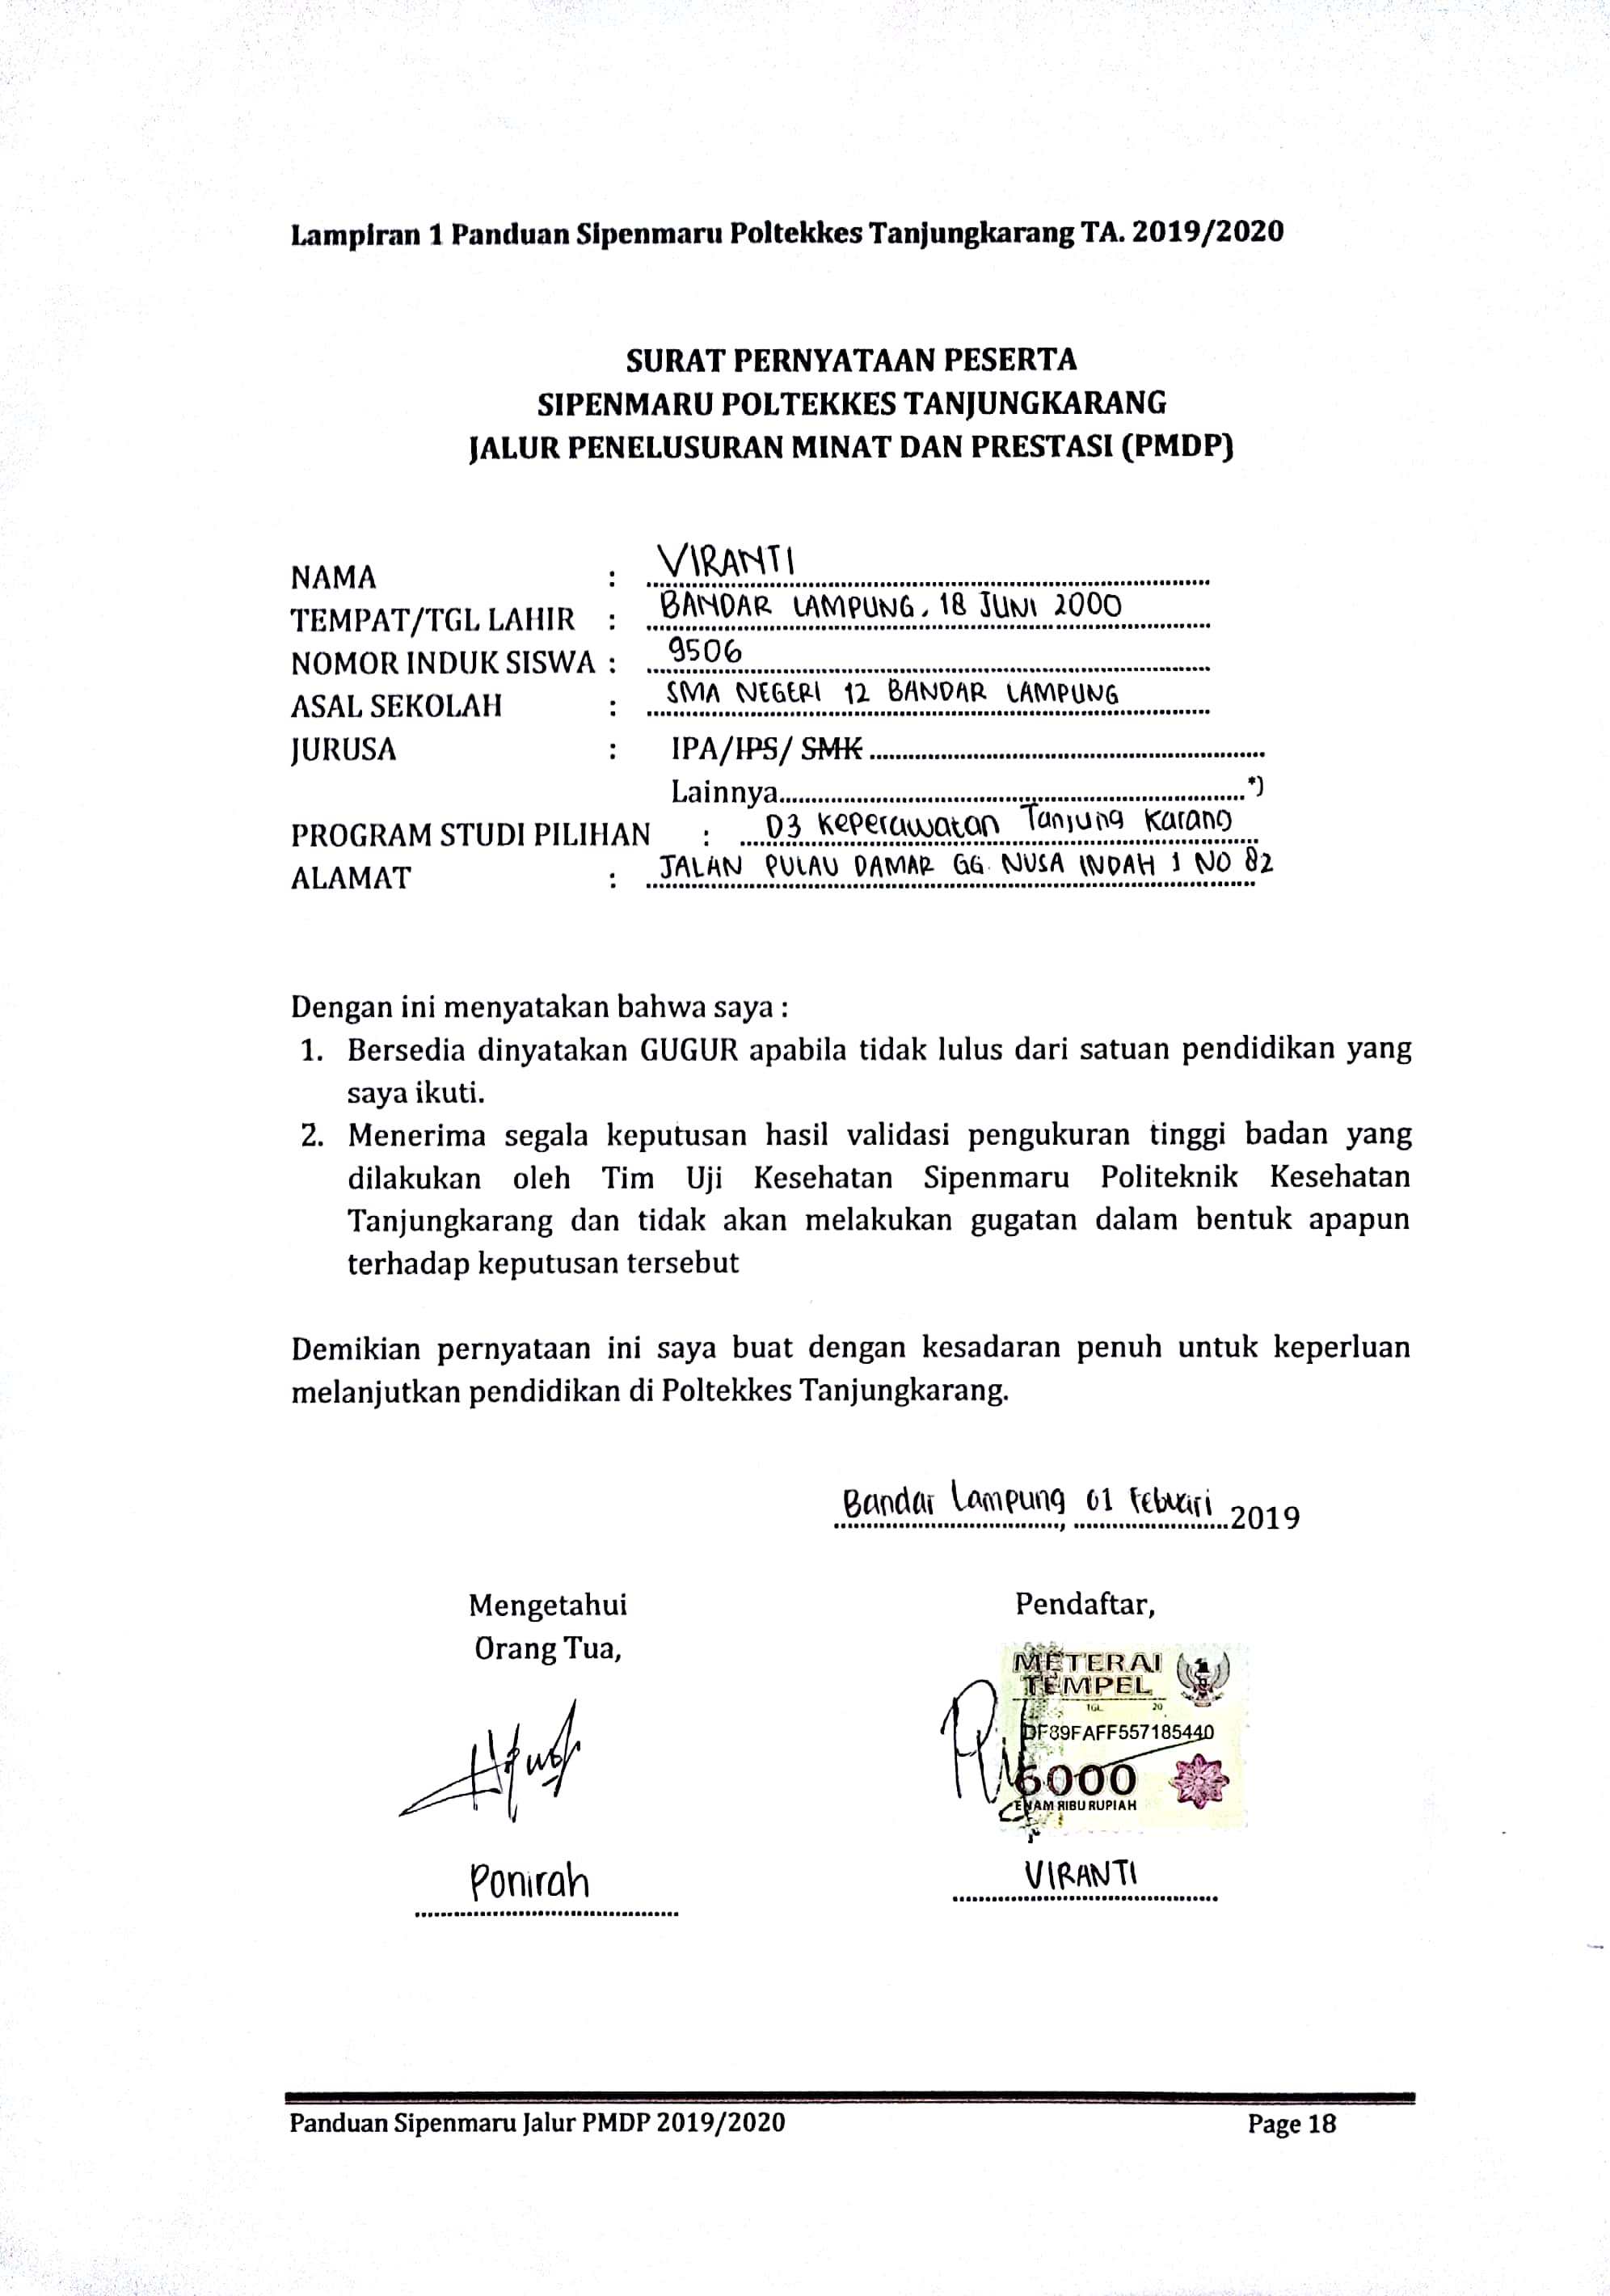 Lampiran 1 Panduan Sipenmaru Poltekkes Tanjungkarang TA. 2019/2020
SURAT PERNYATAAN PESERTA
SIPENMARU POLTEKKES TANJUNGKARANG
JALUR PENELUSURAN MINAT DAN PRESTASI (PMDP)
NAMA : VIRANTI
TEMPAT/TGL LAHIR : BANDAR LAMPUNG, 18 JUNI 2000
NOMOR INDUK SISWA : 9506
ASAL SEKOLAH : SMA NEGERI 12 BANDAR LAMPUNG
JURUSA : IPA/IPS/ SMK
Lainnya *)
PROGRAM STUDI PILIHAN : D3 Keperawatan Tanjung Karang
ALAMAT : JALAN PULAU DAMAR GG. NUSA INDAH 1 NO 82
Dengan ini menyatakan bahwa saya :
1. Bersedia dinyatakan GUGUR apabila tidak lulus dari satuan pendidikan yang
saya ikuti.
2. Menerima segala keputusan hasil validasi pengukuran tinggi badan yang
dilakukan oleh Tim Uji Kesehatan Sipenmaru Politeknik Kesehatan
Tanjungkarang dan tidak akan melakukan gugatan dalam bentuk apapun
terhadap keputusan tersebut
Demikian pernyataan ini saya buat dengan kesadaran penuh untuk keperluan
melanjutkan pendidikan di Poltekkes Tanjungkarang.
Bandar Lampung, 01 Februari 2019
Mengetahui
Orang Tua,
Pendaftar,
METERAI
TEMPEL
TGL 20
DF89FAFF557185440
6000
ENAM RIBU RUPIAH
Ponirah
VIRANTI
Panduan Sipenmaru Jalur PMDP 2019/2020 Page 18